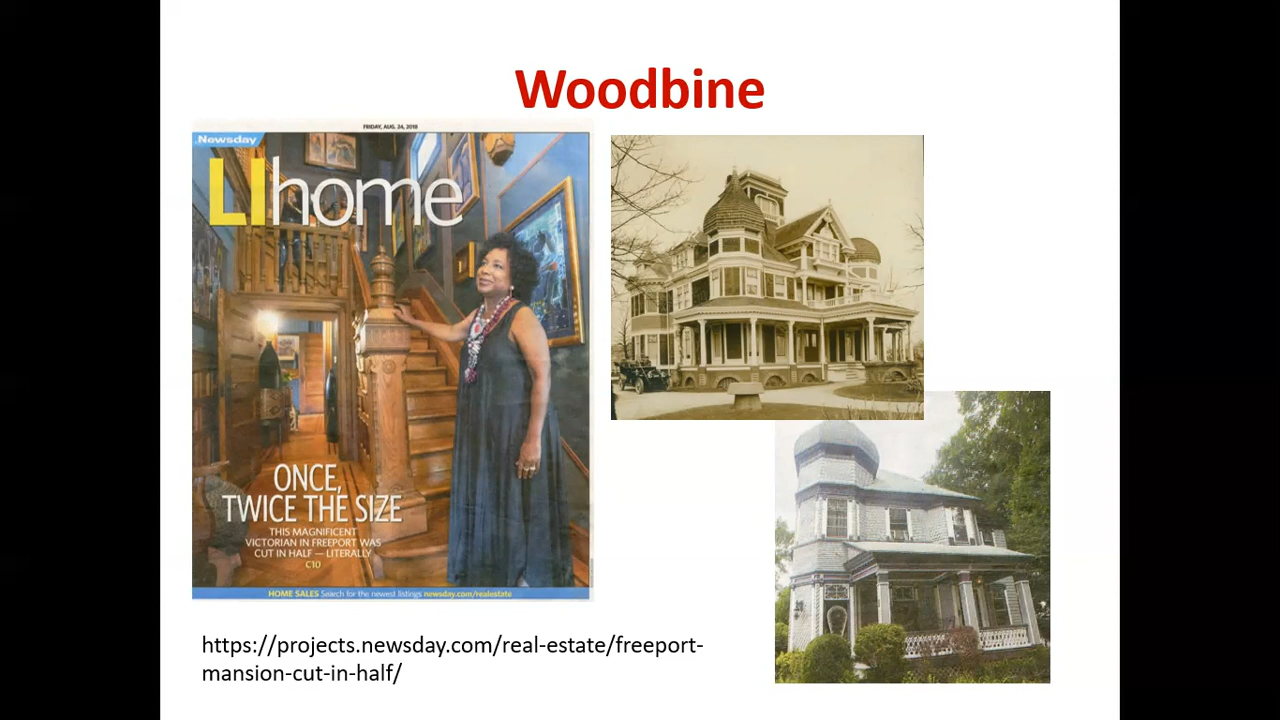 Woodbine
FRIDAY, AUG. 24, 2018
Newsday
LIhome
ONCE,
TWICE THE SIZE
THIS MAGNIFICENT
VICTORIAN IN FREEPORT WAS
CUT IN HALF — LITERALLY
C10
HOME SALES Search for the newest listings newsday.com/realestate
https://projects.newsday.com/real-estate/freeport-
mansion-cut-in-half/